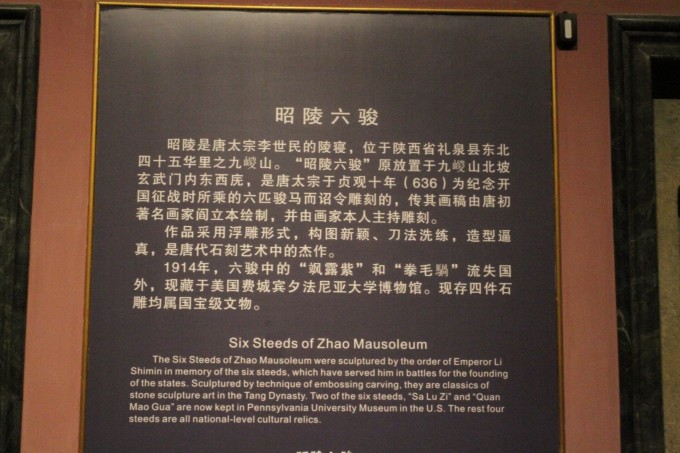 昭陵六骏
昭陵是唐太宗李世民的陵寝，位于陕西省礼泉县东北
四十五华里之九嵕山。“昭陵六骏”原放置于九嵕山北坡
玄武门内东西庑，是唐太宗于贞观十年（636）为纪念开
国征战时所乘的六匹骏马而诏令雕刻的，传其画稿由唐初
著名画家阎立本绘制，并由画家本人主持雕刻。
作品采用浮雕形式，构图新颖、刀法洗练，造型逼
真，是唐代石刻艺术中的杰作。
1914年，六骏中的“飒露紫”和“拳毛騧”流失国
外，现藏于美国费城宾夕法尼亚大学博物馆。现存四件石
雕均属国宝级文物。
Six Steeds of Zhao Mausoleum
The Six Steeds of Zhao Mausoleum were sculptured by the order of Emperor Li
Shimin in memory of the six steeds, which have served him in battles for the founding
of the states. Sculptured by technique of embossing carving, they are classics of
stone sculpture art in the Tang Dynasty. Two of the six steeds, “Sa Lu Zi” and “Quan
Mao Gua” are now kept in Pennsylvania University Museum in the U.S. The rest four
steeds are all national-level cultural relics.